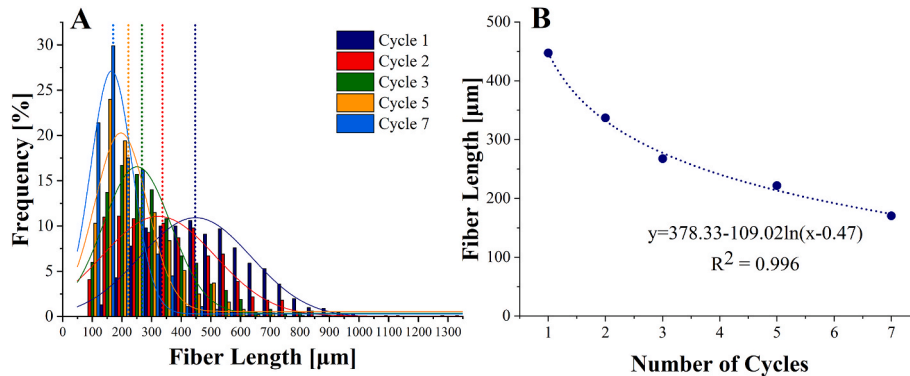 A
Frequency [%]
30
25
20
15
10
5
0
Cycle 1
Cycle 2
Cycle 3
Cycle 5
Cycle 7
0 100 200 300 400 500 600 700 800 900 1000 1100 1300
Fiber Length [µm]
B
Fiber Length [µm]
500
400
300
200
100
0
y=378.33-109.02ln(x-0.47)
R² = 0.996
1 2 3 4 5 6 7
Number of Cycles